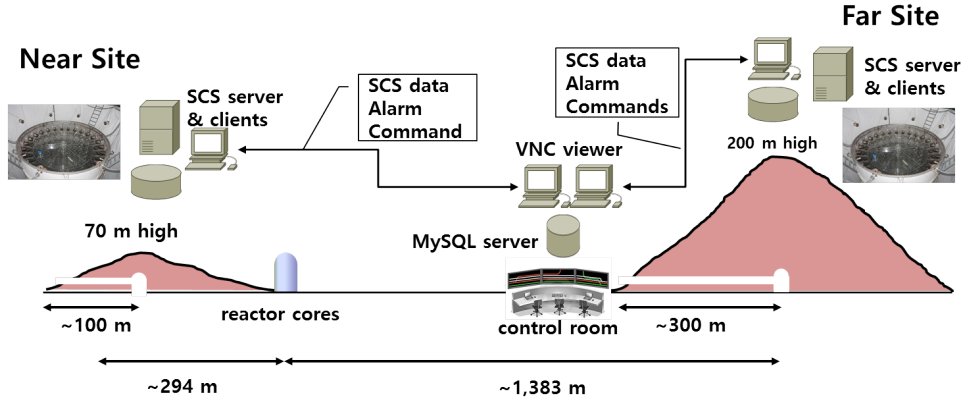 Near Site
SCS server
& clients
SCS data
Alarm
Command
SCS data
Alarm
Commands
Far Site
SCS server
& clients
VNC viewer
200 m high
70 m high
MySQL server
reactor cores
control room
~100 m
~300 m
~294 m
~1,383 m